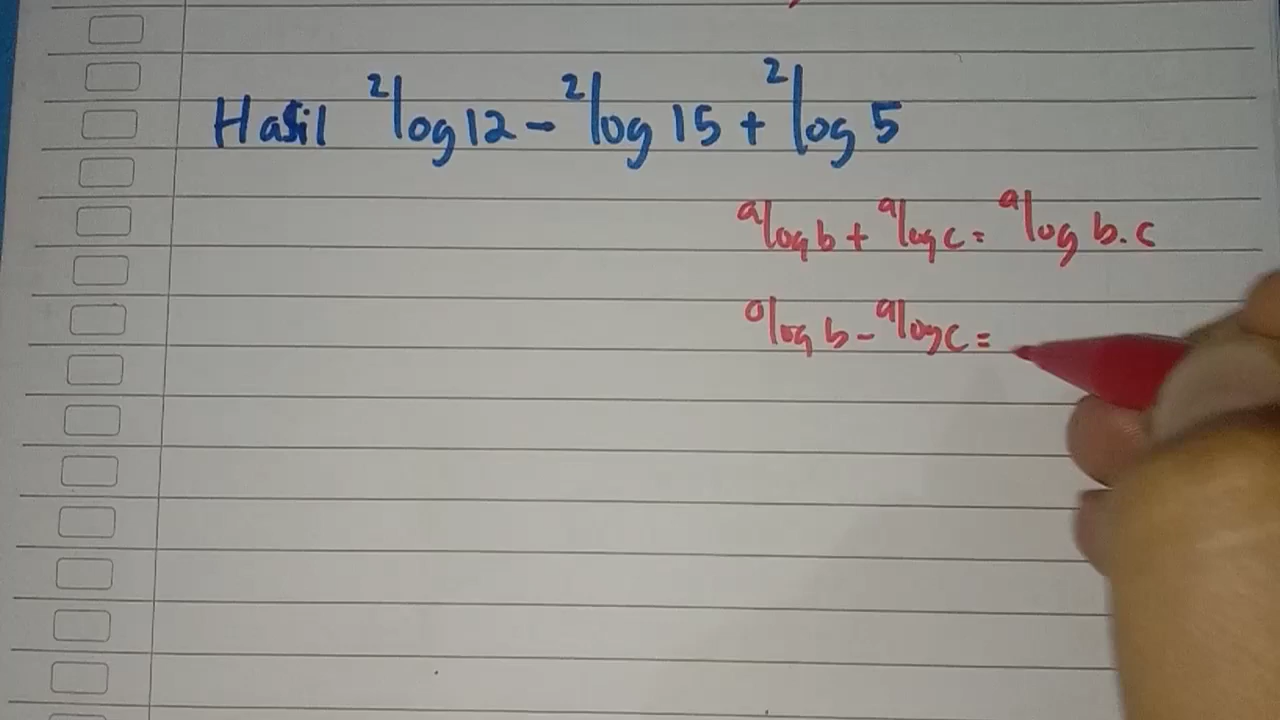 Hasil ²log 12 - ²log 15 + ²log 5
ᵃlog b + ᵃlog c = ᵃlog b.c
ᵃlog b - ᵃlog c =